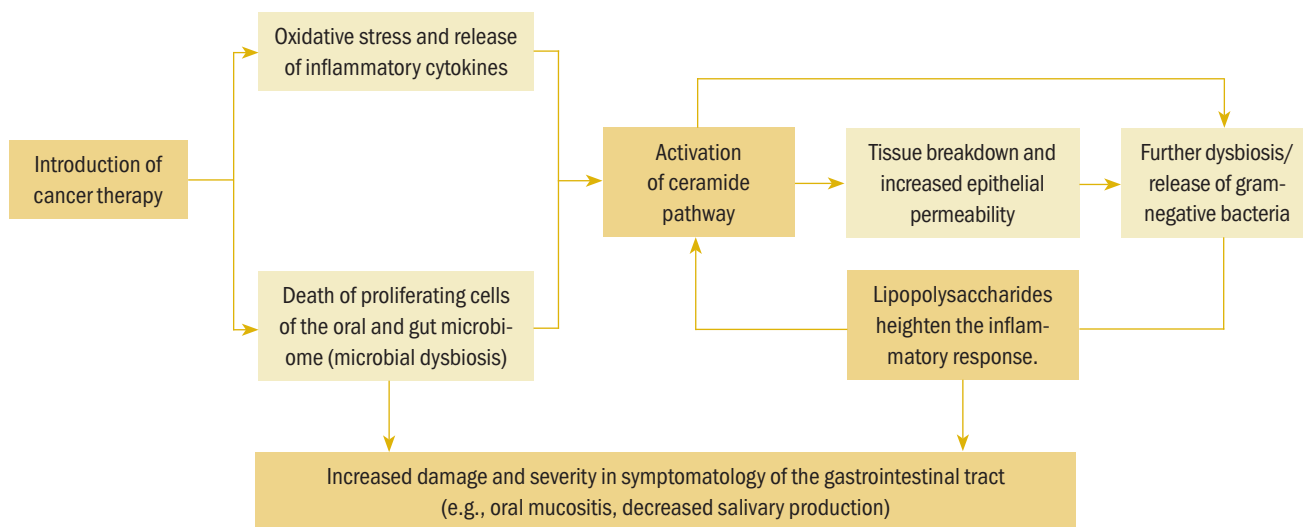 Oxidative stress and release
of inflammatory cytokines
Introduction of
cancer therapy
Death of proliferating cells
of the oral and gut microbi-
ome (microbial dysbiosis)
Activation
of ceramide
pathway
Tissue breakdown and
increased epithelial
permeability
Further dysbiosis/
release of gram-
negative bacteria
Lipopolysaccharides
heighten the inflam-
matory response.
Increased damage and severity in symptomatology of the gastrointestinal tract
(e.g., oral mucositis, decreased salivary production)